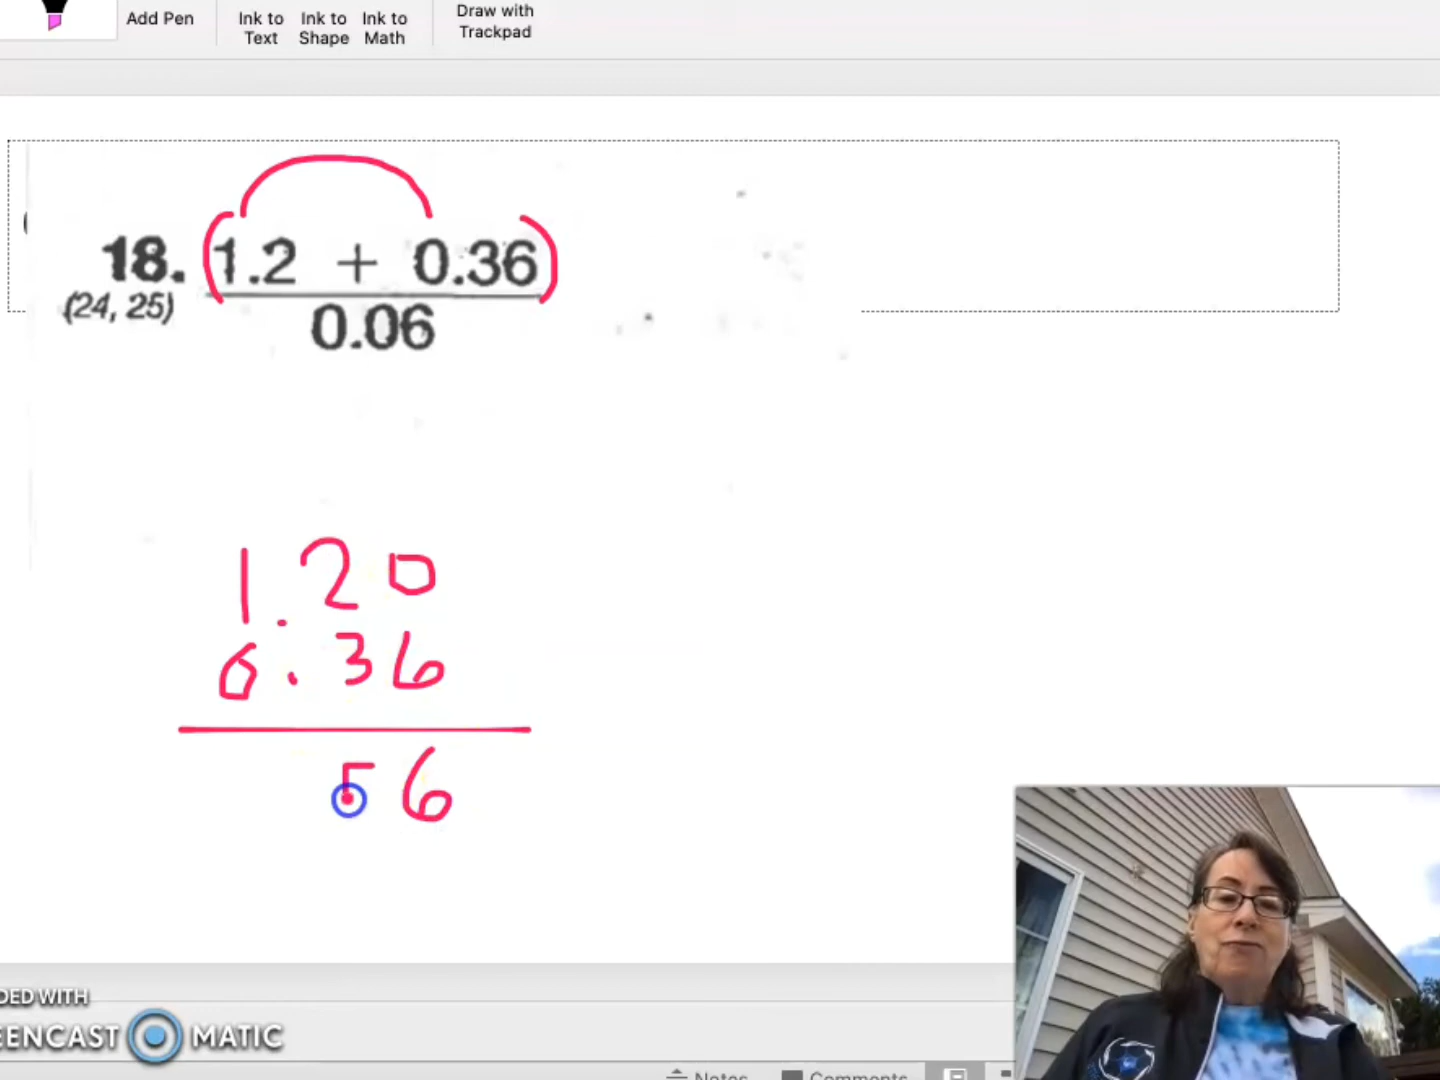 Add Pen
Ink to Text
Ink to Shape
Ink to Math
Draw with Trackpad
18. (1.2 + 0.36)
(24, 25)
0.06
1.20
0.36
56
DED WITH
EENCAST MATIC
Notes
Comments